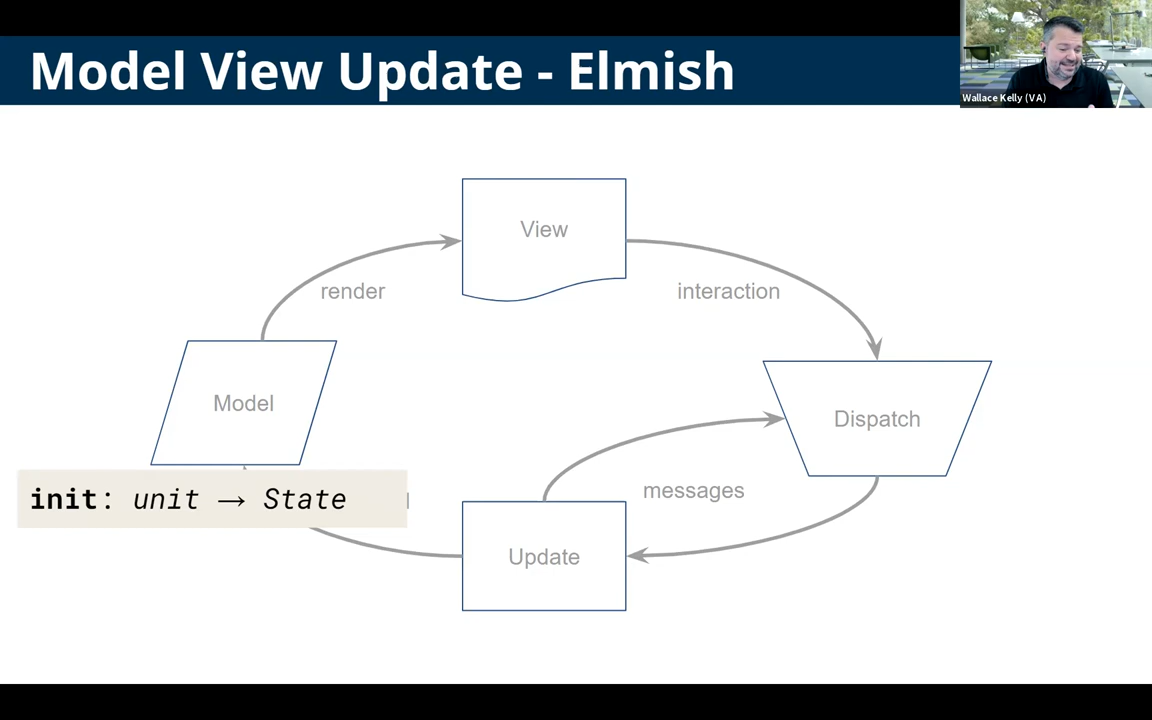 Model View Update - Elmish
Wallace Kelly (VA)
View
render
interaction
Model
Dispatch
init: unit → State
messages
Update